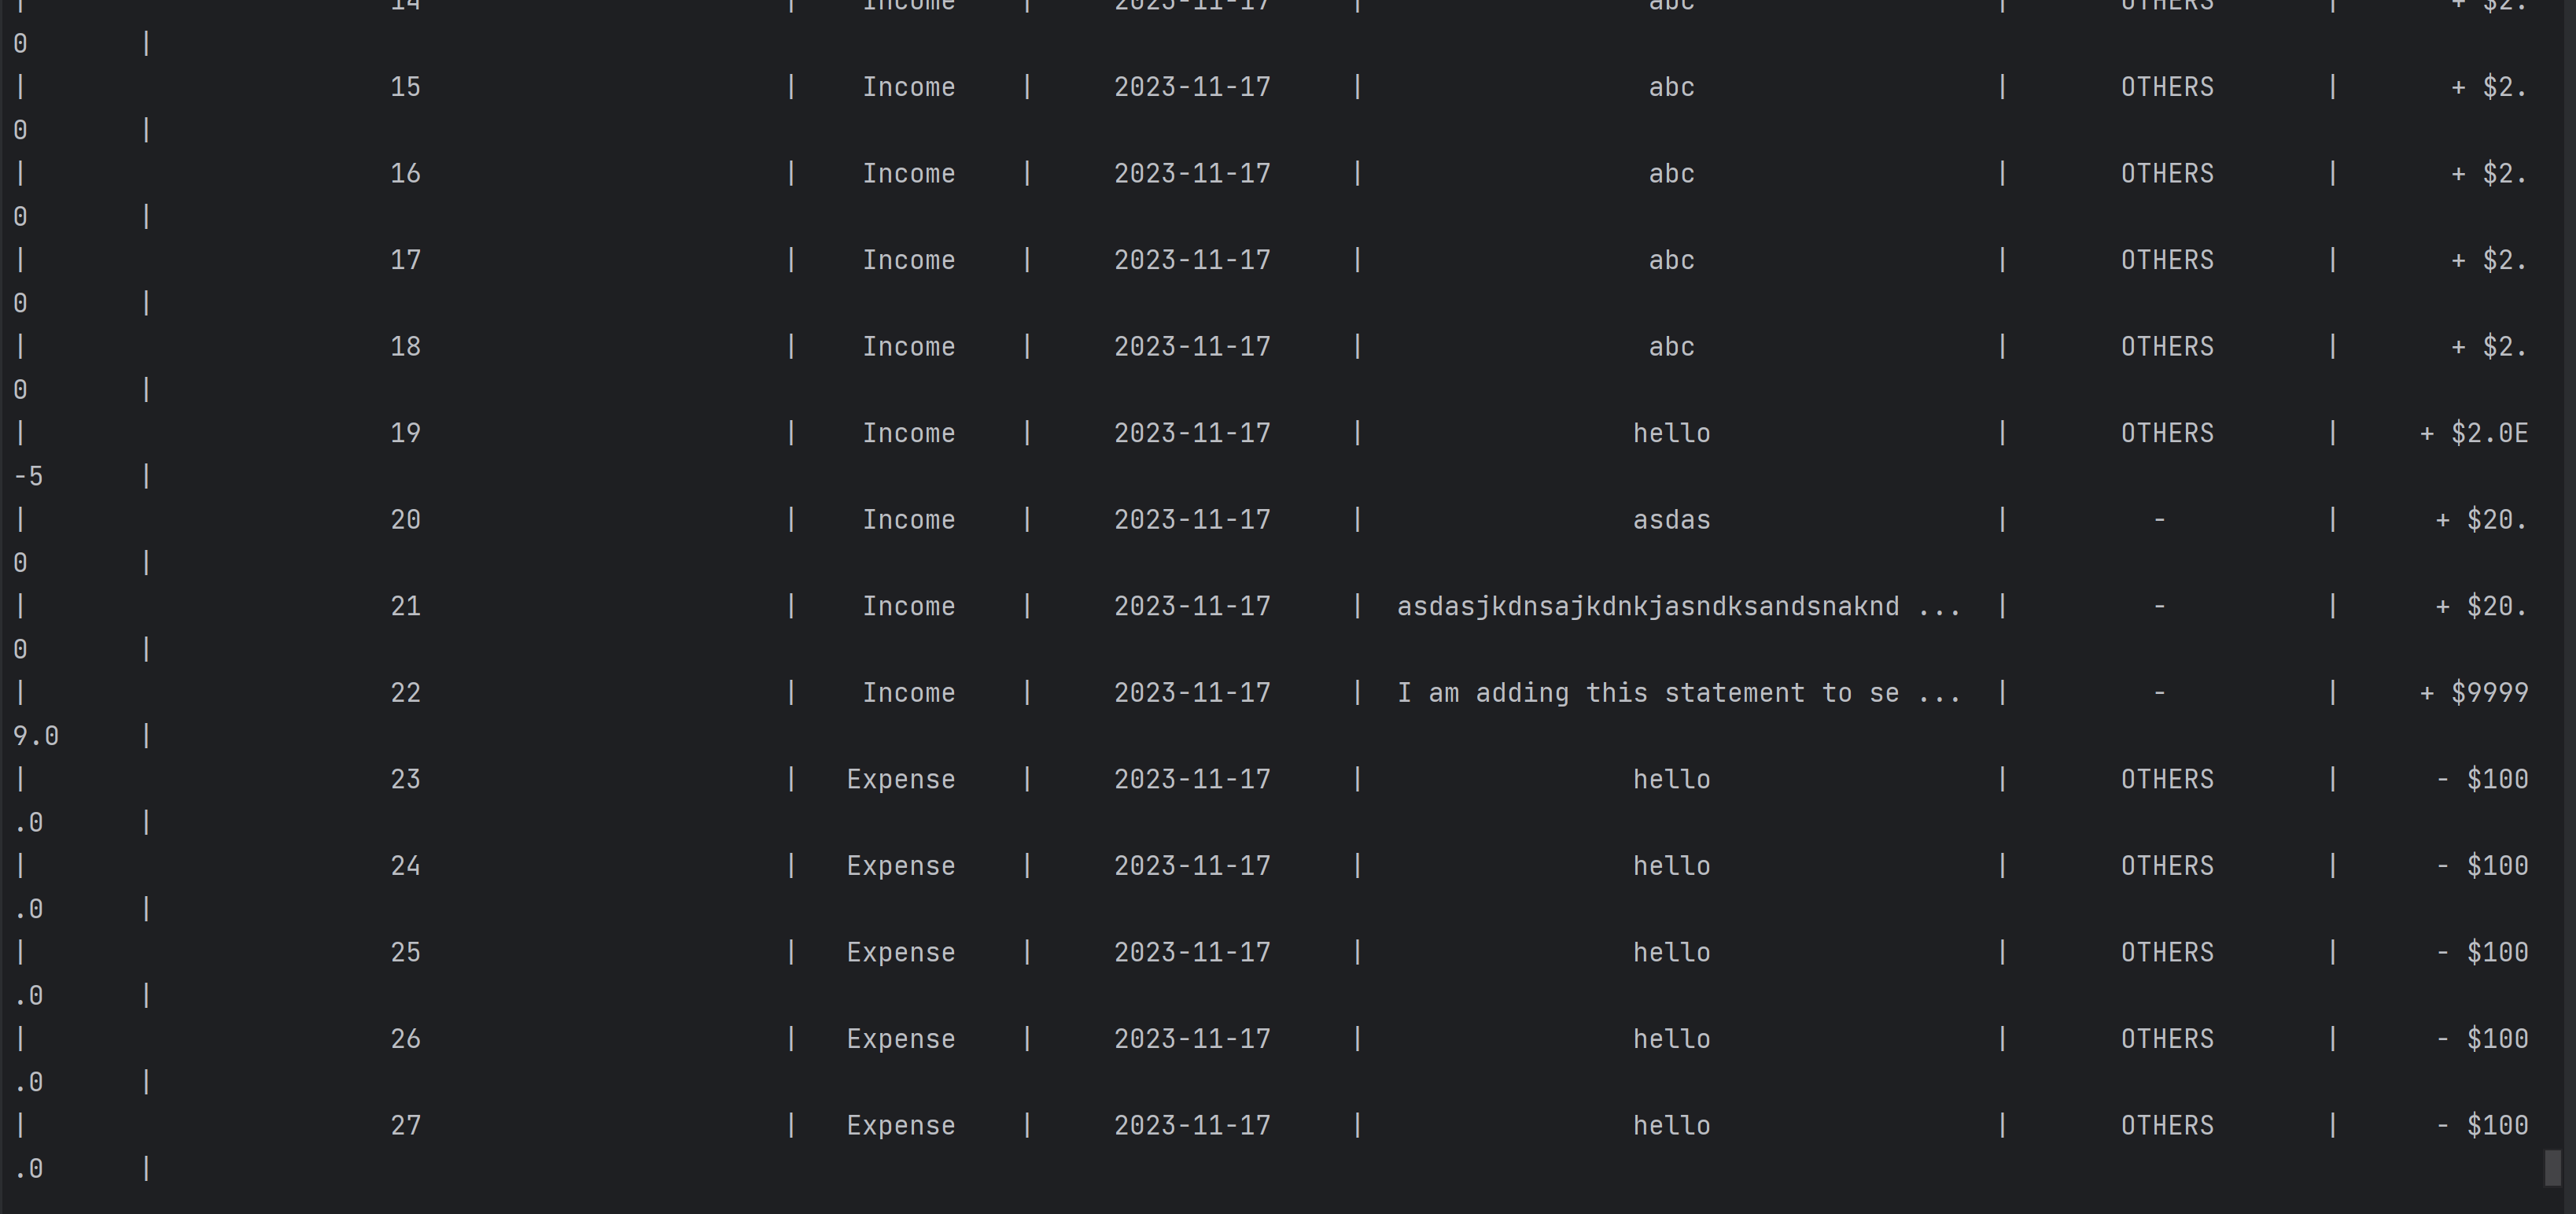 | 14 | Income | 2023-11-17 | abc | OTHERS | + $2.
0 |
| 15 | Income | 2023-11-17 | abc | OTHERS | + $2.
0 |
| 16 | Income | 2023-11-17 | abc | OTHERS | + $2.
0 |
| 17 | Income | 2023-11-17 | abc | OTHERS | + $2.
0 |
| 18 | Income | 2023-11-17 | abc | OTHERS | + $2.
0 |
| 19 | Income | 2023-11-17 | hello | OTHERS | + $2.0E
-5 |
| 20 | Income | 2023-11-17 | asdas | - | + $20.
0 |
| 21 | Income | 2023-11-17 | asdasjkdnsajkdnkjasndksandsnaknd ... | - | + $20.
0 |
| 22 | Income | 2023-11-17 | I am adding this statement to se ... | - | + $9999
9.0 |
| 23 | Expense | 2023-11-17 | hello | OTHERS | - $100
.0 |
| 24 | Expense | 2023-11-17 | hello | OTHERS | - $100
.0 |
| 25 | Expense | 2023-11-17 | hello | OTHERS | - $100
.0 |
| 26 | Expense | 2023-11-17 | hello | OTHERS | - $100
.0 |
| 27 | Expense | 2023-11-17 | hello | OTHERS | - $100
.0 |